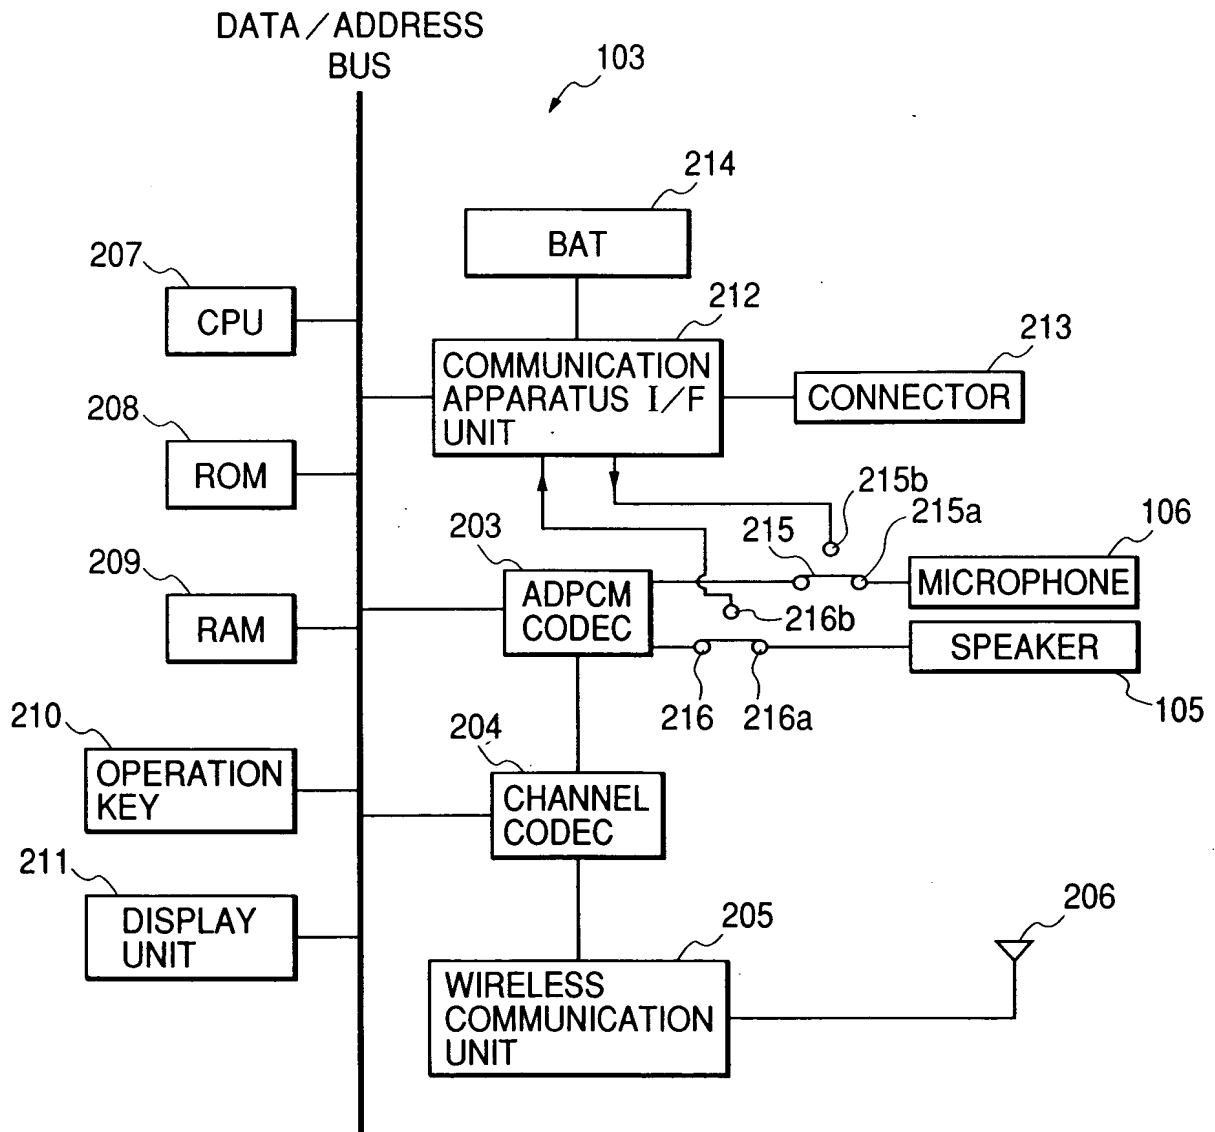 DATA/ADDRESS
BUS
103
214
BAT
207
CPU
212
COMMUNICATION
APPARATUS I/F
UNIT
213
CONNECTOR
208
ROM
215b
215
215a
106
203
ADPCM
CODEC
MICROPHONE
209
RAM
216b
SPEAKER
216
216a
105
210
OPERATION
KEY
204
CHANNEL
CODEC
211
DISPLAY
UNIT
205
206
WIRELESS
COMMUNICATION
UNIT